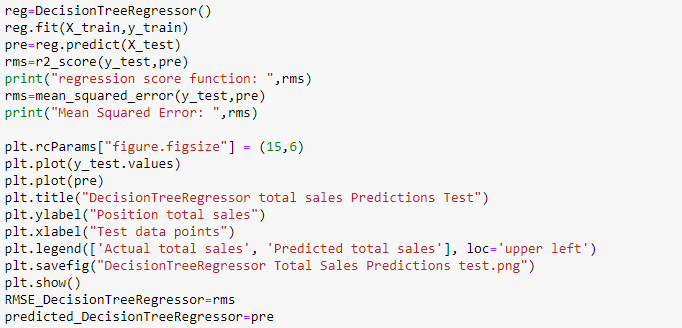 reg=DecisionTreeRegressor()
reg.fit(X_train,y_train)
pre=reg.predict(X_test)
rms=r2_score(y_test,pre)
print("regression score function: ",rms)
rms=mean_squared_error(y_test,pre)
print("Mean Squared Error: ",rms)

plt.rcParams["figure.figsize"] = (15,6)
plt.plot(y_test.values)
plt.plot(pre)
plt.title("DecisionTreeRegressor total sales Predictions Test")
plt.ylabel("Position total sales")
plt.xlabel("Test data points")
plt.legend(['Actual total sales', 'Predicted total sales'], loc='upper left')
plt.savefig("DecisionTreeRegressor Total Sales Predictions test.png")
plt.show()
RMSE_DecisionTreeRegressor=rms
predicted_DecisionTreeRegressor=pre